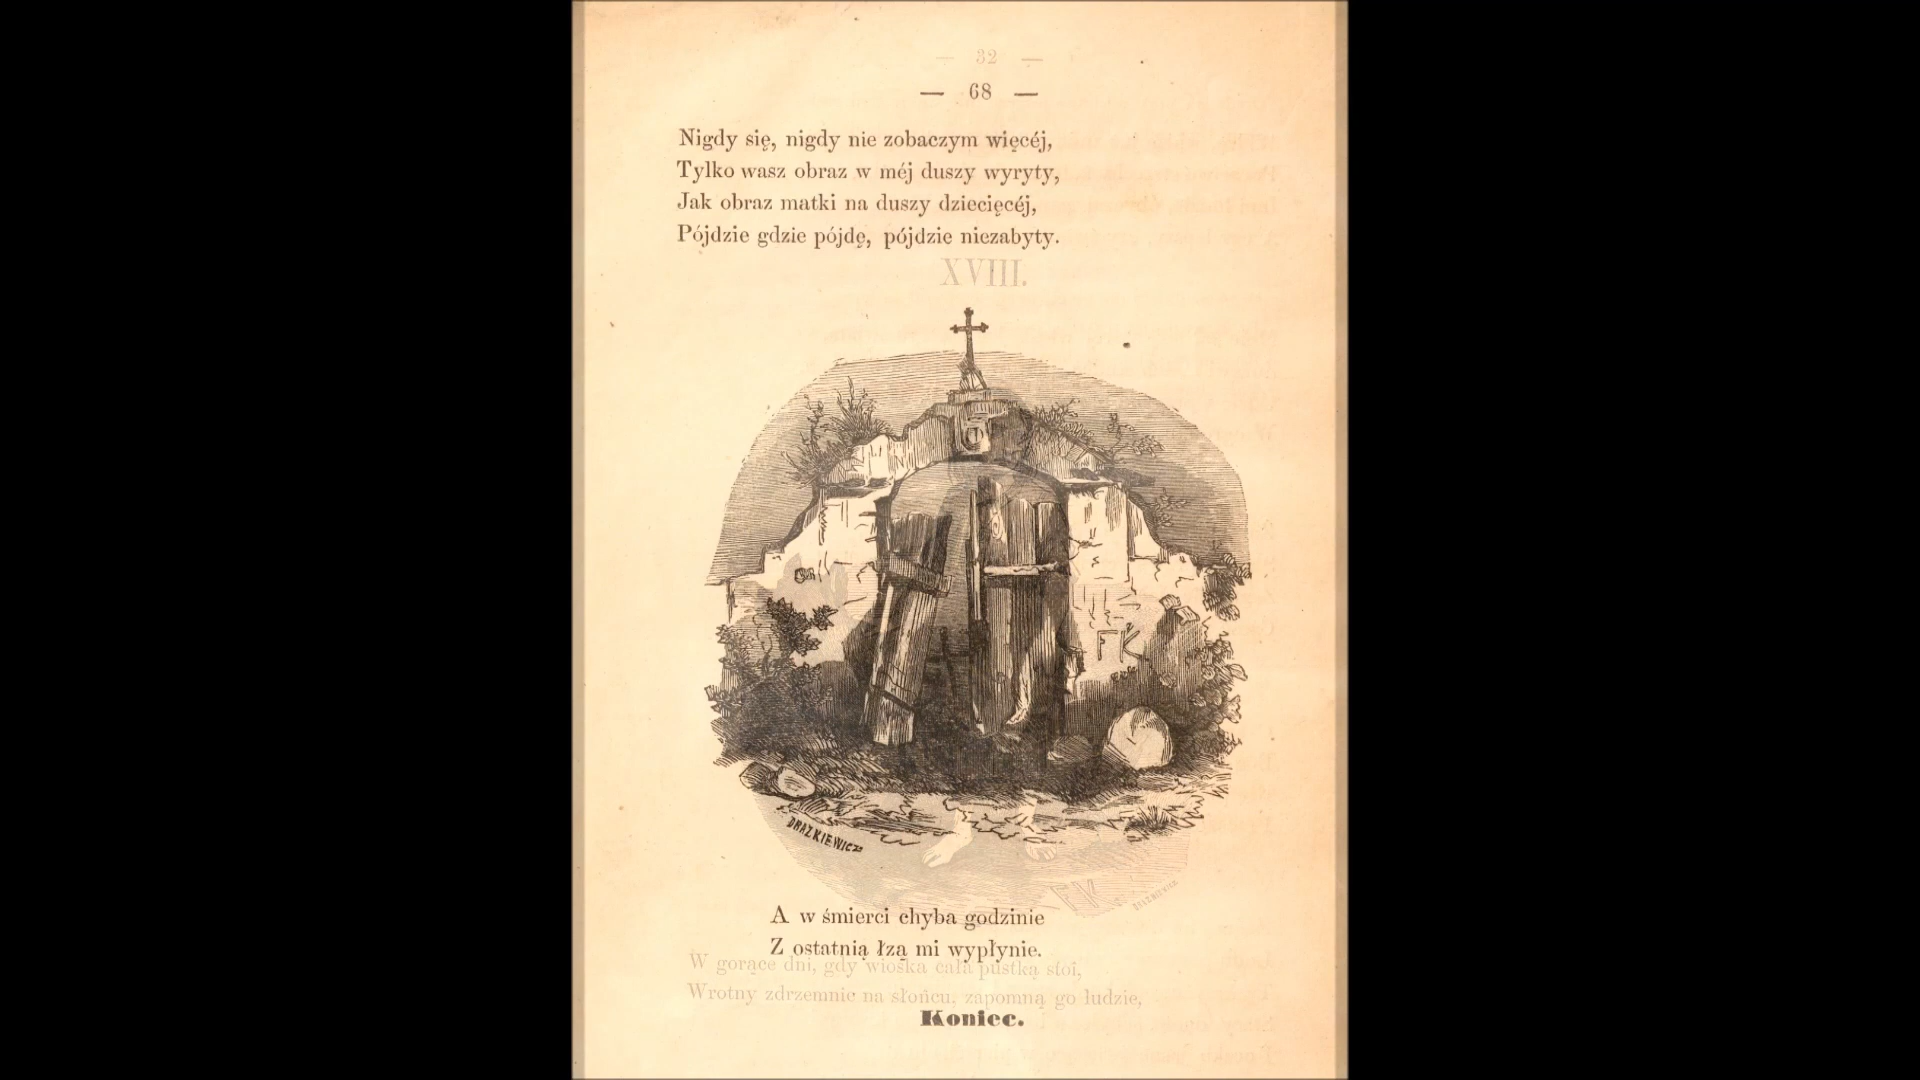 — 32 —
— 68 —
Nigdy się, nigdy nie zobaczym więcéj,
Tylko wasz obraz w méj duszy wyryty,
Jak obraz matki na duszy dziecięcéj,
Pójdzie gdzie pójdę, pójdzie niezabyty.
XVIII.
FK
DRAZKIEWICZ
FK
A w śmierci chyba godzinie
Z ostatnią łzą mi wypłynie.
W gorące dni, gdy wioska cała pustką stoi,
Wrotny zdrzemnie na słońcu, zapomną go ludzie,
Koniec.